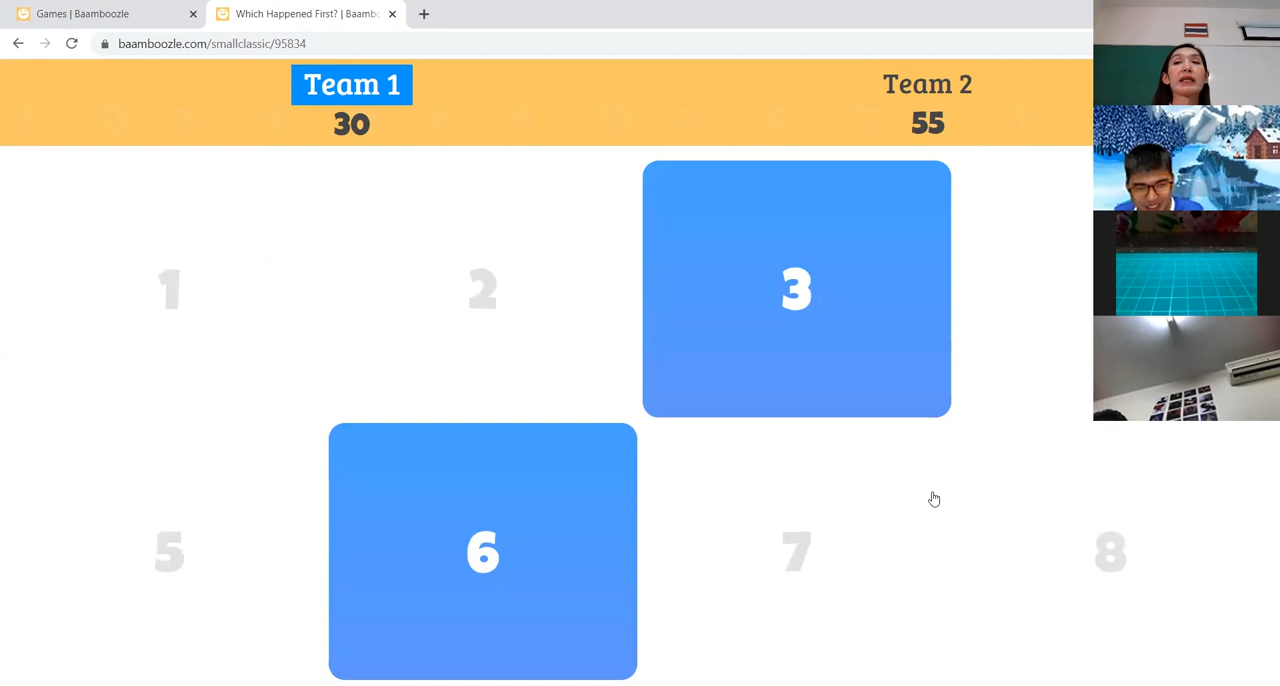 Games | Baamboozle
Which Happened First? | Baambo
baamboozle.com/smallclassic/95834
Team 1
Team 2
30
55
1
2
3
5
6
7
8